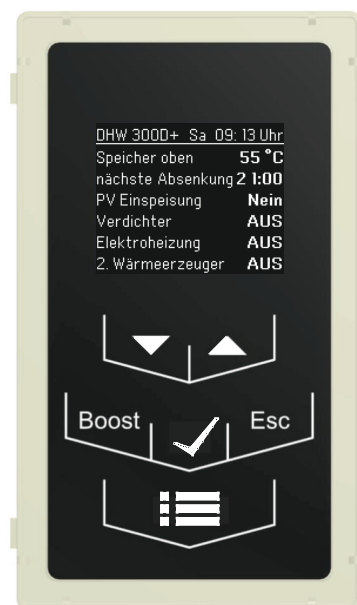 DHW 300D+ Sa 09: 13 Uhr
Speicher oben 55 °C
nächste Absenkung 21:00
PV Einspeisung Nein
Verdichter AUS
Elektroheizung AUS
2. Wärmeerzeuger AUS
Boost Esc